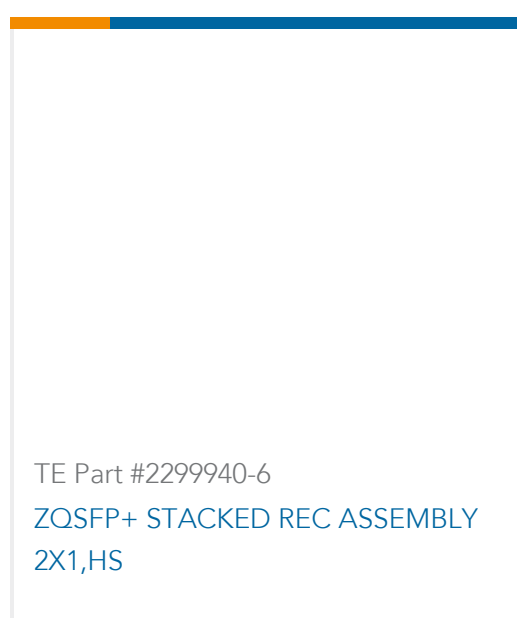 TE Part #2299940-6
ZQSFP+ STACKED REC ASSEMBLY
2X1,HS